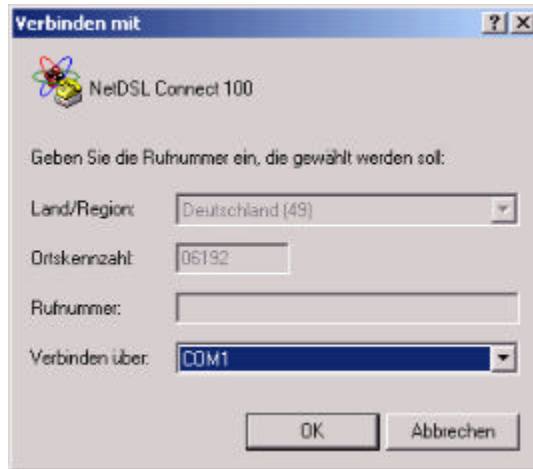 Verbinden mit
NetDSL Connect 100
Geben Sie die Rufnummer ein, die gewählt werden soll:
Land/Region: Deutschland (49)
Ortskennzahl: 06192
Rufnummer:
Verbinden über: COM1
OK Abbrechen